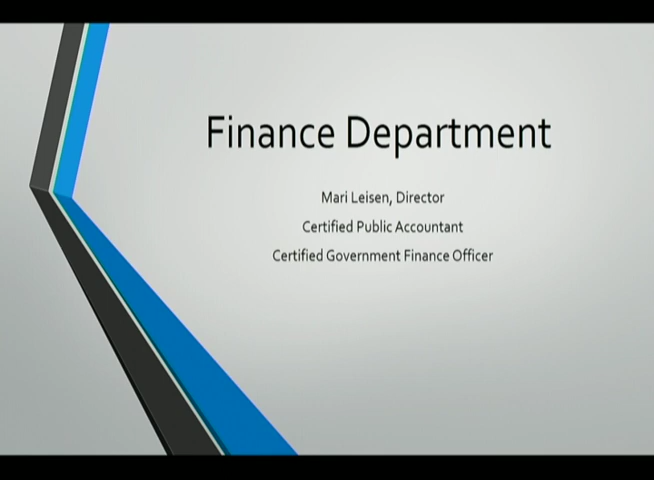 Finance Department
Mari Leisen, Director
Certified Public Accountant
Certified Government Finance Officer